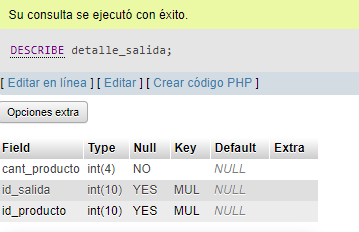 Su consulta se ejecutó con éxito.
DESCRIBE detalle_salida;
[ Editar en línea ] [ Editar ] [ Crear código PHP ]
Opciones extra
Field Type Null Key Default Extra
cant_producto int(4) NO NULL
id_salida int(10) YES MUL NULL
id_producto int(10) YES MUL NULL